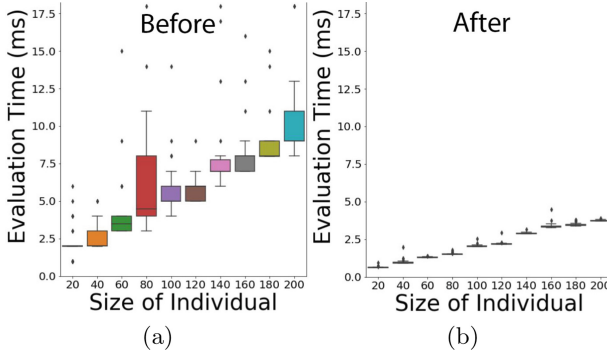 Before
Evaluation Time (ms)
17.5
15.0
12.5
10.0
7.5
5.0
2.5
0.0
20 40 60 80 100 120 140 160 180 200
Size of Individual
(a)
After
Evaluation Time (ms)
17.5
15.0
12.5
10.0
7.5
5.0
2.5
0.0
20 40 60 80 100 120 140 160 180 200
Size of Individual
(b)